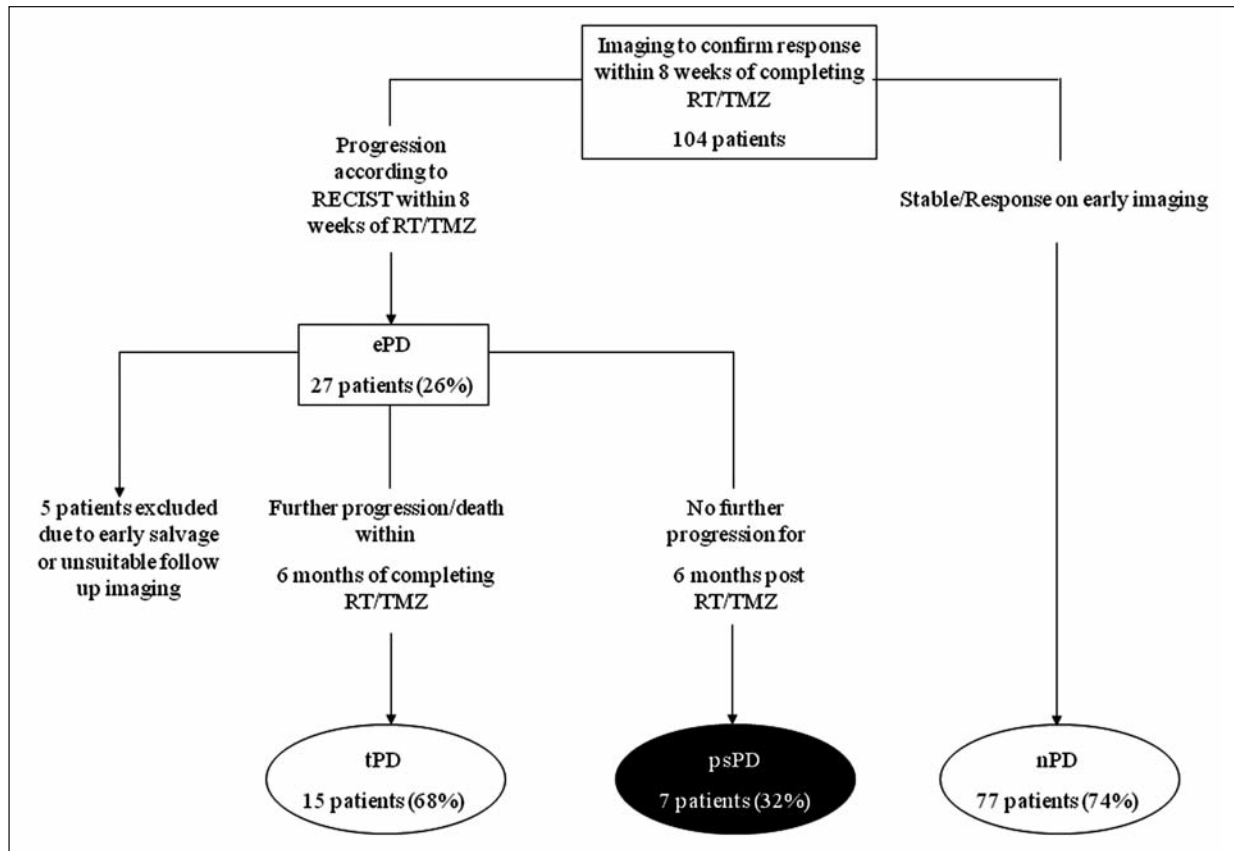 Imaging to confirm response
within 8 weeks of completing
RT/TMZ
104 patients
Progression
according to
RECIST within 8
weeks of RT/TMZ
Stable/Response on early imaging
ePD
27 patients (26%)
5 patients excluded
due to early salvage
or unsuitable follow
up imaging
Further progression/death
within
6 months of completing
RT/TMZ
No further
progression for
6 months post
RT/TMZ
tPD
15 patients (68%)
psPD
7 patients (32%)
nPD
77 patients (74%)